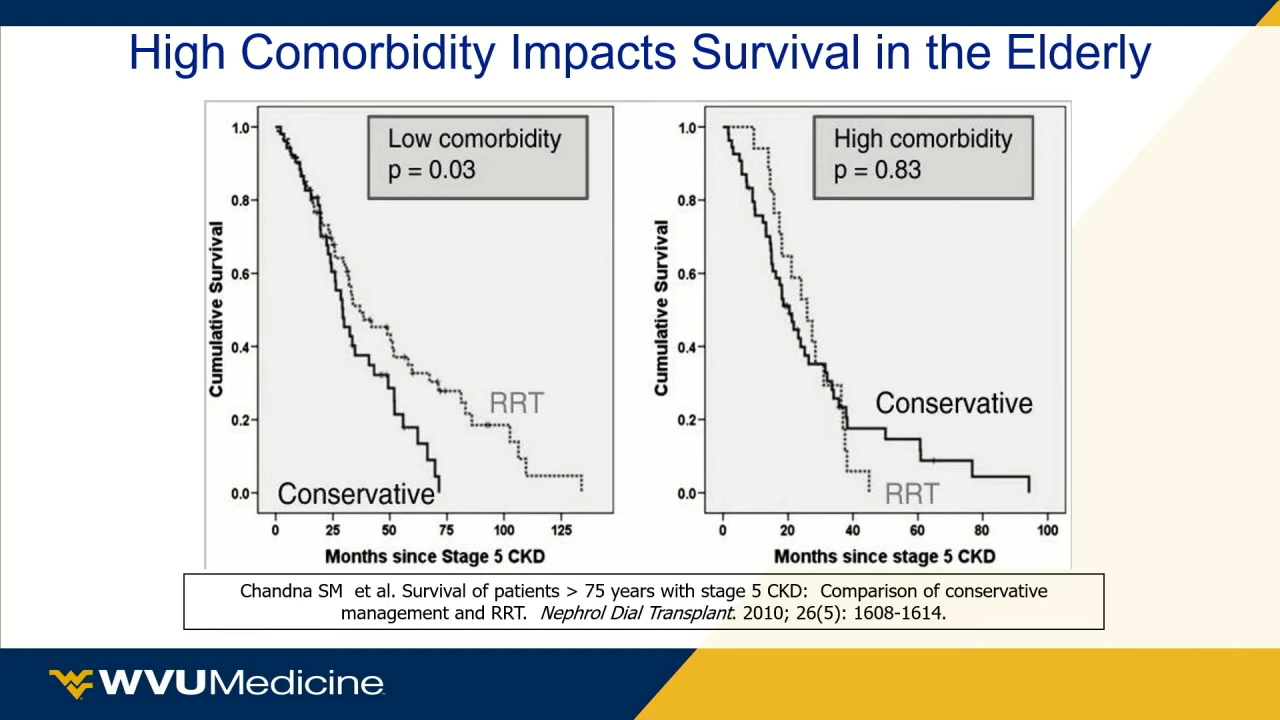 High Comorbidity Impacts Survival in the Elderly
Low comorbidity
p = 0.03
1.0
0.8
0.6
0.4
0.2
0.0
Cumulative Survival
RRT
Conservative
0 25 50 75 100 125
Months since Stage 5 CKD
High comorbidity
p = 0.83
1.0
0.8
0.6
0.4
0.2
0.0
Cumulative Survival
Conservative
RRT
0 20 40 60 80 100
Months since stage 5 CKD
Chandna SM et al. Survival of patients > 75 years with stage 5 CKD: Comparison of conservative
management and RRT. Nephrol Dial Transplant. 2010; 26(5): 1608-1614.
WVUMedicine